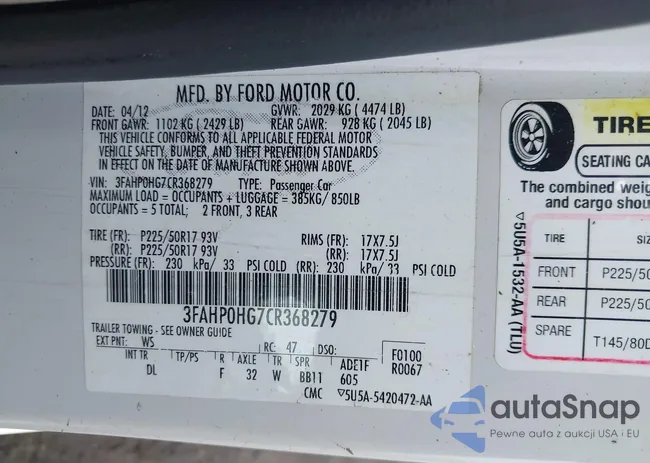 MFD. BY FORD MOTOR CO.
DATE: 04/12 GVWR: 2029 KG (4474 LB)
FRONT GAWR: 1102 KG (2429 LB) REAR GAWR: 928 KG (2045 LB)
THIS VEHICLE CONFORMS TO ALL APPLICABLE FEDERAL MOTOR
VEHICLE SAFETY, BUMPER, AND THEFT PREVENTION STANDARDS
IN EFFECT ON THE DATE OF MANUFACTURE SHOWN ABOVE.
VIN: 3FAHP0HG7CR368279 TYPE: Passenger Car
MAXIMUM LOAD = OCCUPANTS + LUGGAGE = 385KG/850LB
OCCUPANTS = 5 TOTAL: 2 FRONT, 3 REAR
TIRE (FR): P225/50R17 93V RIMS (FR): 17X7.5J
(RR): P225/50R17 93V (RR): 17X7.5J
PRESSURE (FR): 230 kPa/ 33 PSI COLD (RR): 230 kPa/ 33 PSI COLD
3FAHP0HG7CR368279
TRAILER TOWING - SEE OWNER GUIDE
EXT PNT: WS RC: 47 DSO: F0100
INT TR TP/PS R AXLE TR SPR ADE1F R0067
DL F 32 W BB11 605
CMC ▽5U5A-5420472-AA
▽5U5A-1532-AA (TLU)
TIRE
SEATING CA
The combined weig
and cargo shou
TIRE SIZ
FRONT P225/50
REAR P225/50
SPARE T145/80D
autaSnap
Pewne auta z aukcji USA i EU